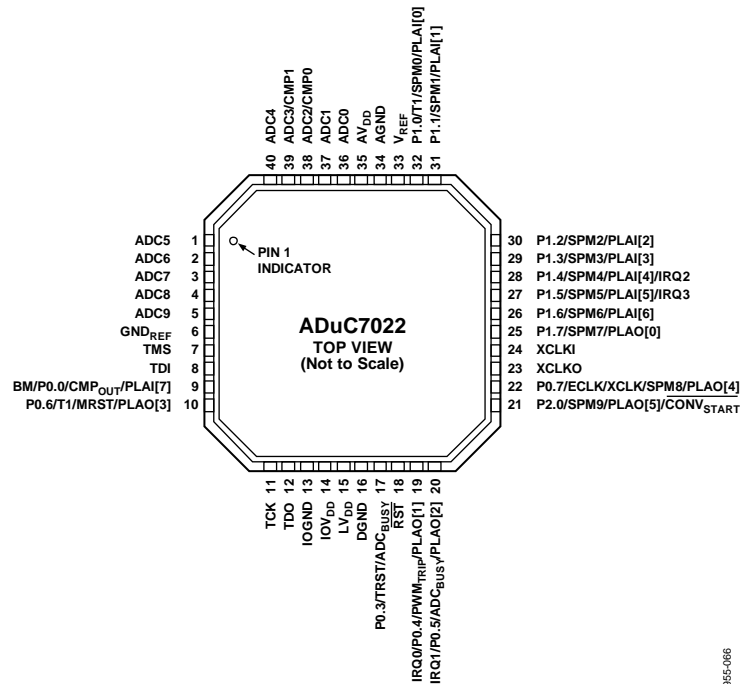 40 ADC4
39 ADC3/CMP1
38 ADC2/CMP0
37 ADC1
36 ADC0
35 AVDD
34 AGND
33 VREF
32 P1.0/T1/SPM0/PLAI[0]
31 P1.1/SPM1/PLAI[1]
ADC5 1
ADC6 2
ADC7 3
ADC8 4
ADC9 5
GNDREF 6
TMS 7
TDI 8
BM/P0.0/CMPOUT/PLAI[7] 9
P0.6/T1/MRST/PLAO[3] 10
PIN 1
INDICATOR
ADuC7022
TOP VIEW
(Not to Scale)
30 P1.2/SPM2/PLAI[2]
29 P1.3/SPM3/PLAI[3]
28 P1.4/SPM4/PLAI[4]/IRQ2
27 P1.5/SPM5/PLAI[5]/IRQ3
26 P1.6/SPM6/PLAI[6]
25 P1.7/SPM7/PLAO[0]
24 XCLKI
23 XCLKO
22 P0.7/ECLK/XCLK/SPM8/PLAO[4]
21 P2.0/SPM9/PLAO[5]/CONVSTART
TCK 11
TDO 12
IOGND 13
IOVDD 14
LVDD 15
DGND 16
P0.3/TRST/ADCBUSY 17
RST 18
IRQ0/P0.4/PWMTRIP/PLAO[1] 19
IRQ1/P0.5/ADCBUSY/PLAO[2] 20